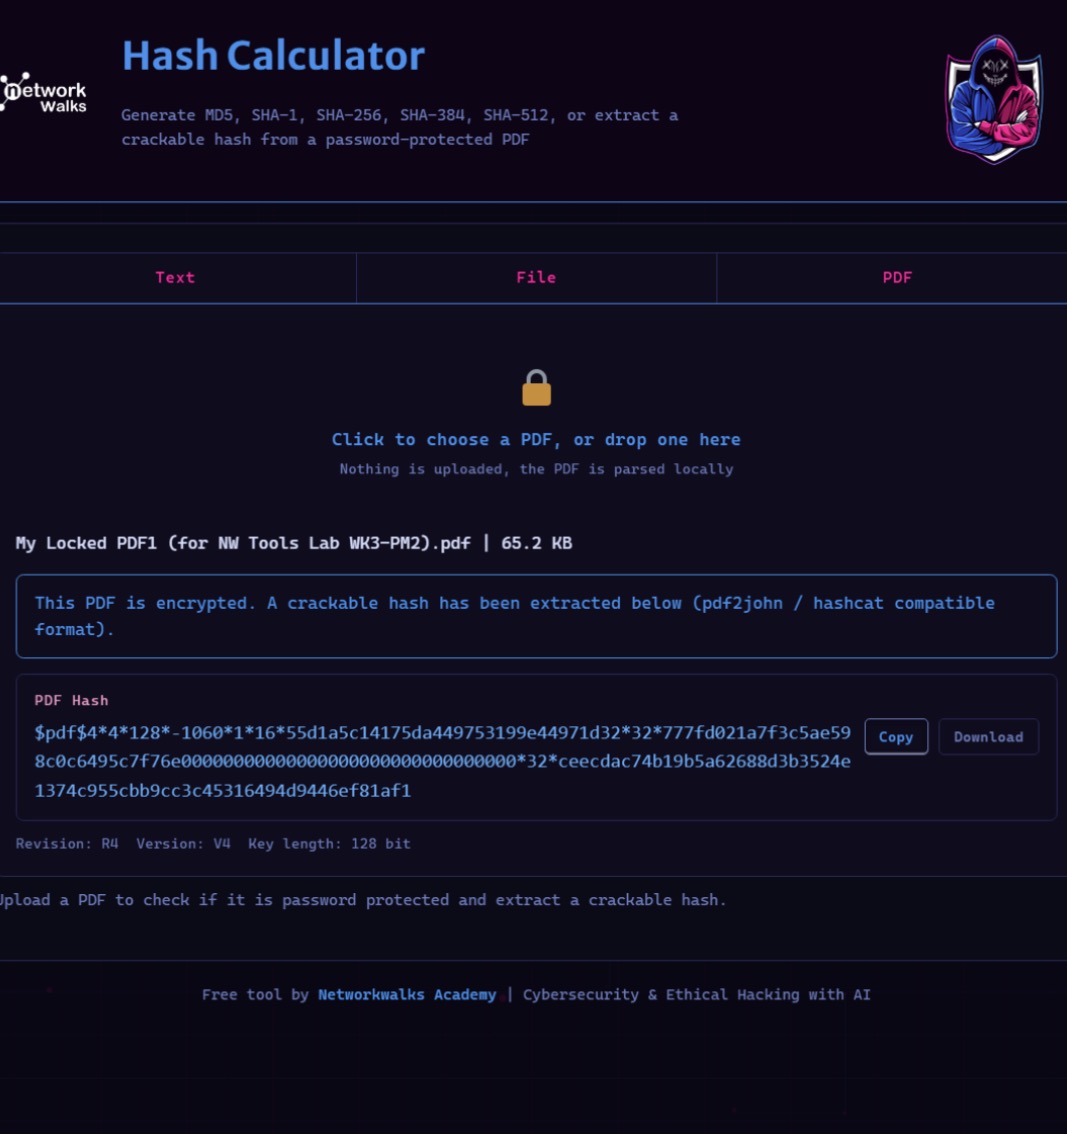 Hash Calculator
network
Walks
Generate MD5, SHA-1, SHA-256, SHA-384, SHA-512, or extract a
crackable hash from a password-protected PDF
Text
File
PDF
Click to choose a PDF, or drop one here
Nothing is uploaded, the PDF is parsed locally
My Locked PDF1 (for NW Tools Lab WK3-PM2).pdf | 65.2 KB
This PDF is encrypted. A crackable hash has been extracted below (pdf2john / hashcat compatible
format).
PDF Hash
$pdf$4*4*128*-1060*1*16*55d1a5c14175da449753199e44971d32*32*777fd021a7f3c5ae59
8c0c6495c7f76e00000000000000000000000000000000*32*ceecdac74b19b5a62688d3b3524e
1374c955cbb9cc3c45316494d9446ef81af1
Copy
Download
Revision: R4 Version: V4 Key length: 128 bit
Upload a PDF to check if it is password protected and extract a crackable hash.
Free tool by Networkwalks Academy | Cybersecurity & Ethical Hacking with AI